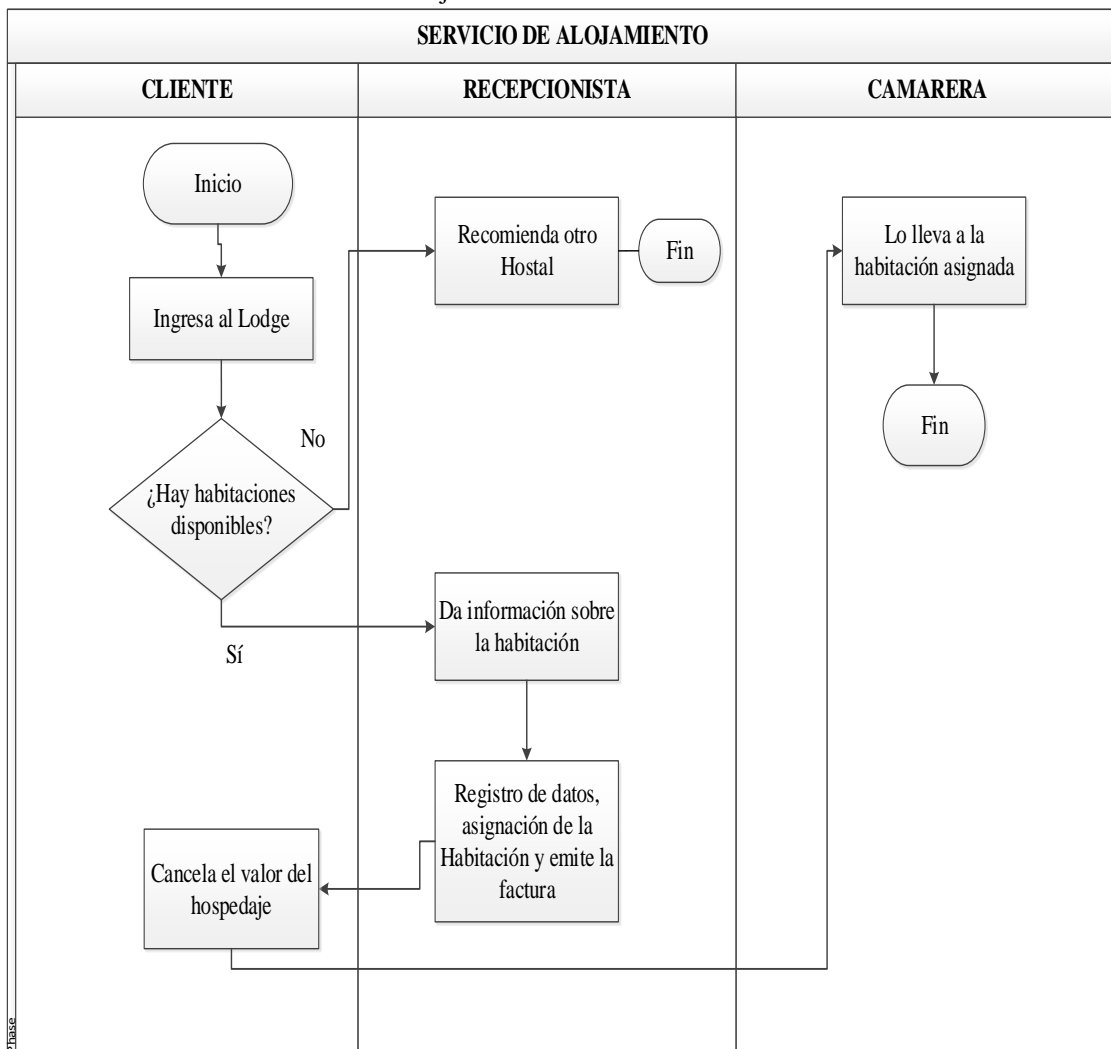 SERVICIO DE ALOJAMIENTO
CLIENTE
RECEPCIONISTA
CAMARERA
Inicio
Ingresa al Lodge
¿Hay habitaciones
disponibles?
No
Sí
Recomienda otro
Hostal
Fin
Da información sobre
la habitación
Registro de datos,
asignación de la
Habitación y emite la
factura
Cancela el valor del
hospedaje
Lo lleva a la
habitación asignada
Fin
Phase